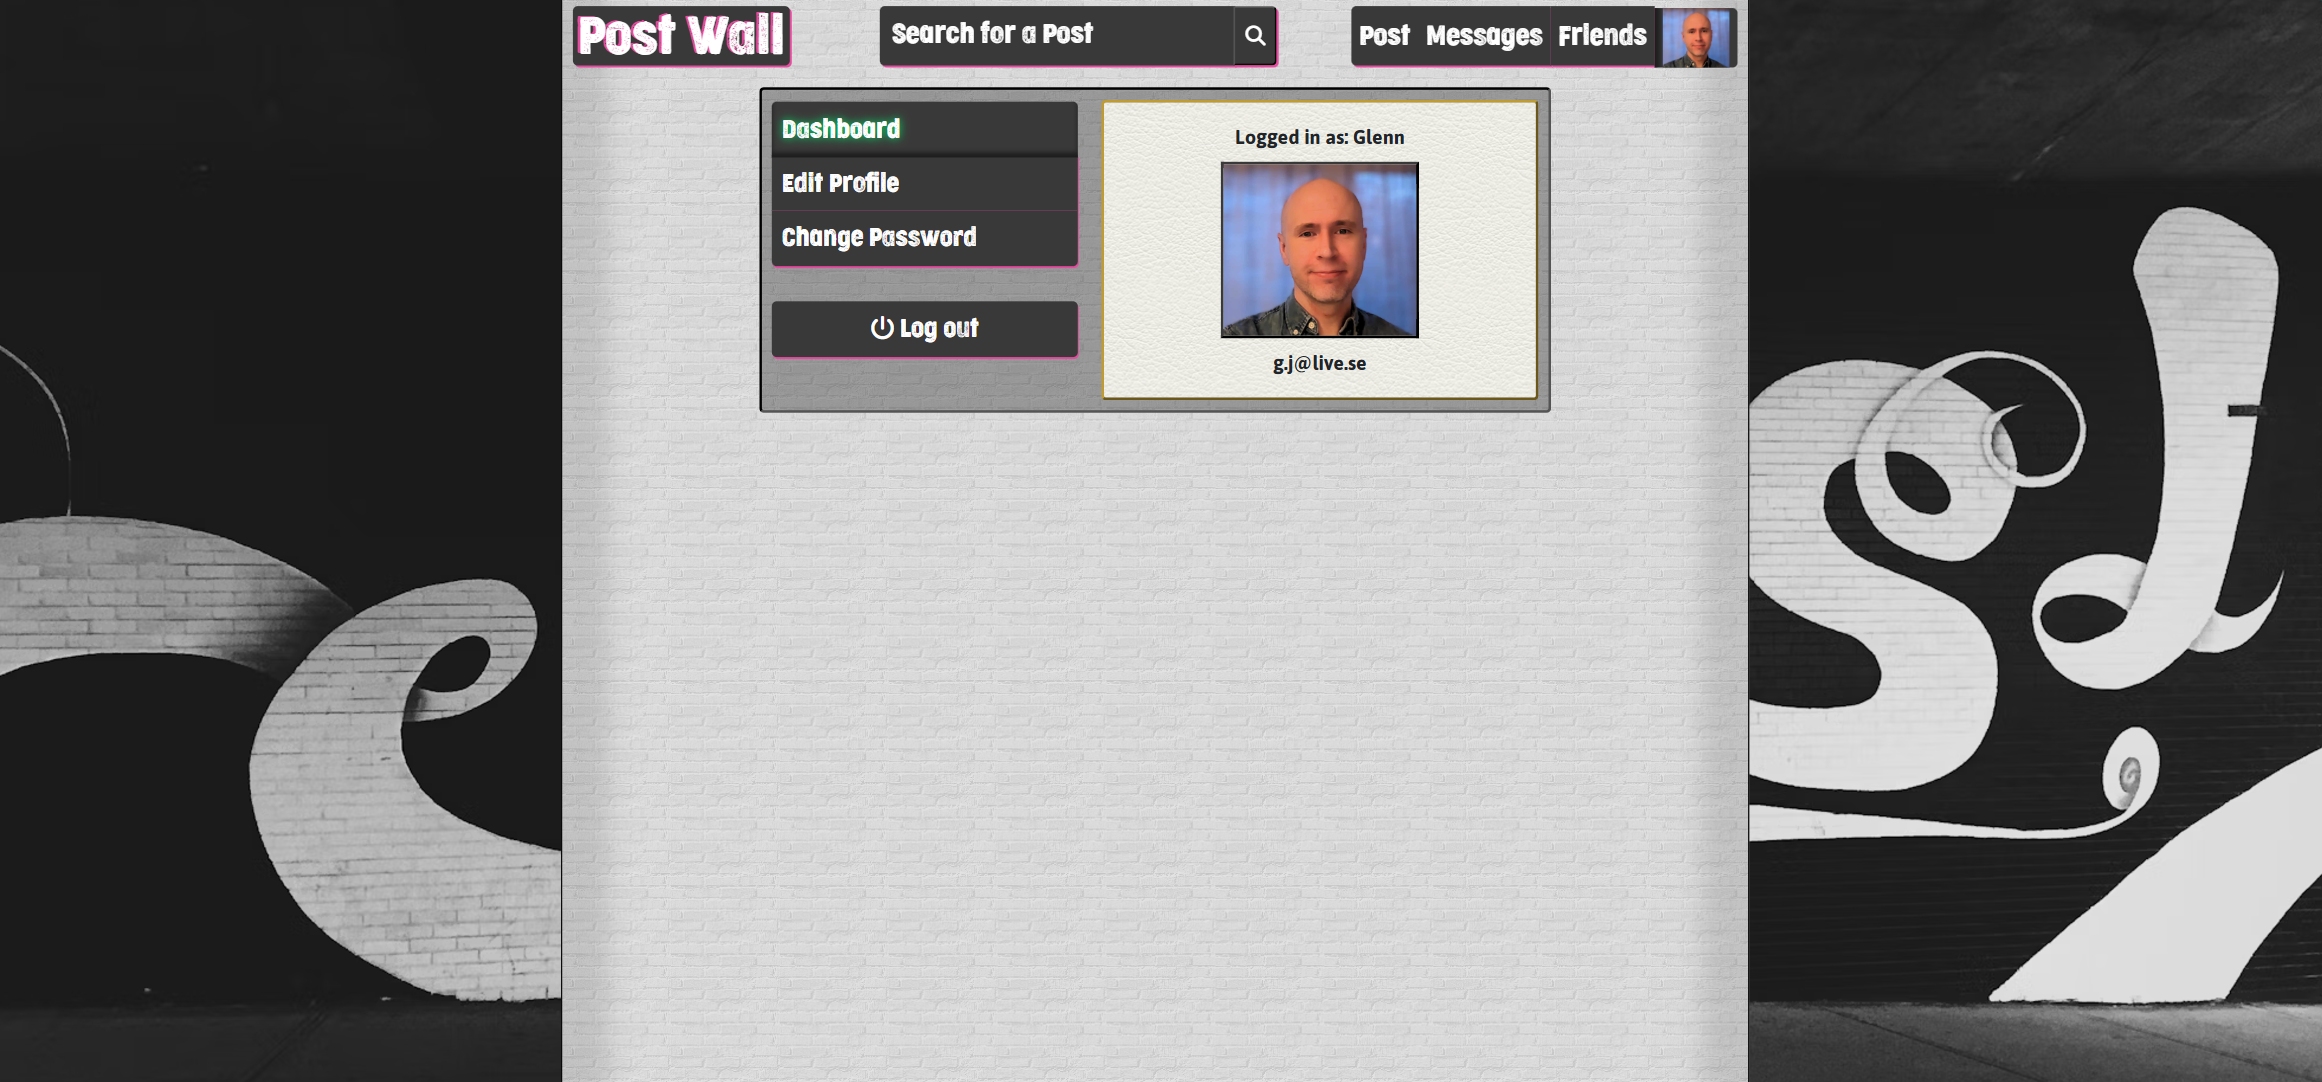 Post Wall
Search for a Post
Post Messages Friends
Dashboard
Edit Profile
Change Password
Log out
Logged in as: Glenn
g.j@live.se